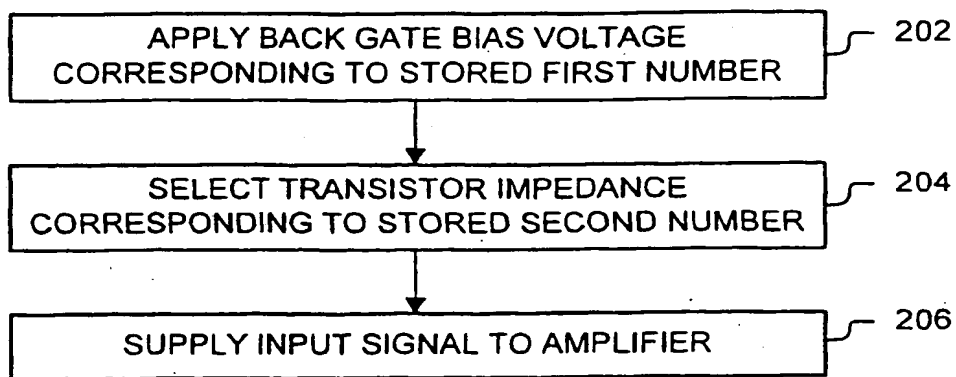 APPLY BACK GATE BIAS VOLTAGE
CORRESPONDING TO STORED FIRST NUMBER
202
SELECT TRANSISTOR IMPEDANCE
CORRESPONDING TO STORED SECOND NUMBER
204
SUPPLY INPUT SIGNAL TO AMPLIFIER
206